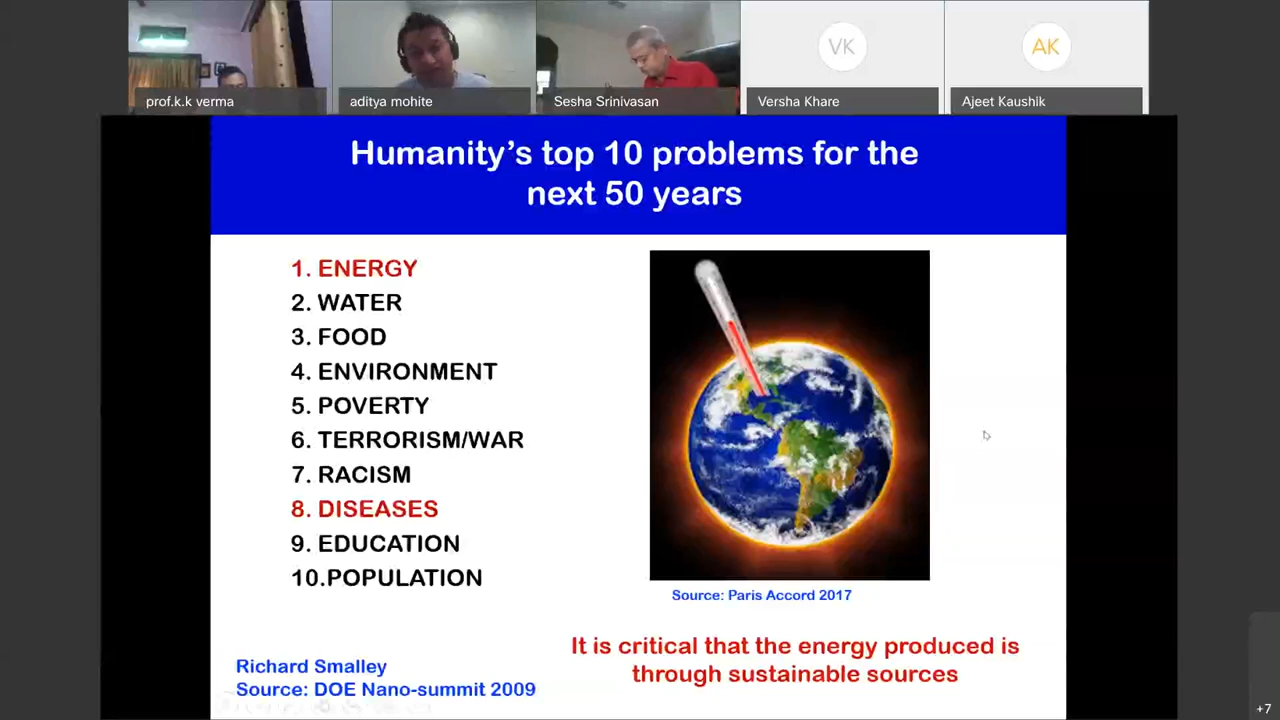 prof.k.k verma
aditya mohite
Sesha Srinivasan
VK
Versha Khare
AK
Ajeet Kaushik
Humanity's top 10 problems for the
next 50 years
1. ENERGY
2. WATER
3. FOOD
4. ENVIRONMENT
5. POVERTY
6. TERRORISM/WAR
7. RACISM
8. DISEASES
9. EDUCATION
10.POPULATION
Source: Paris Accord 2017
It is critical that the energy produced is
through sustainable sources
Richard Smalley
Source: DOE Nano-summit 2009
+7